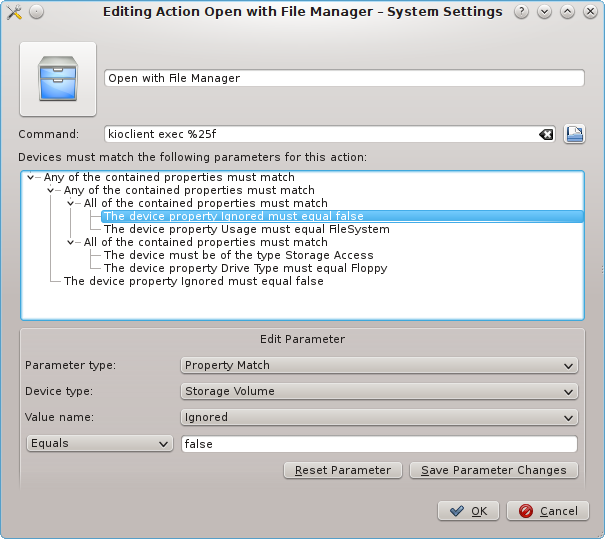 Editing Action Open with File Manager – System Settings
Open with File Manager
Command: kioclient exec %25f
Devices must match the following parameters for this action:
Any of the contained properties must match
Any of the contained properties must match
All of the contained properties must match
The device property Ignored must equal false
The device property Usage must equal FileSystem
All of the contained properties must match
The device must be of the type Storage Access
The device property Drive Type must equal Floppy
The device property Ignored must equal false
Edit Parameter
Parameter type: Property Match
Device type: Storage Volume
Value name: Ignored
Equals false
Reset Parameter Save Parameter Changes
OK Cancel